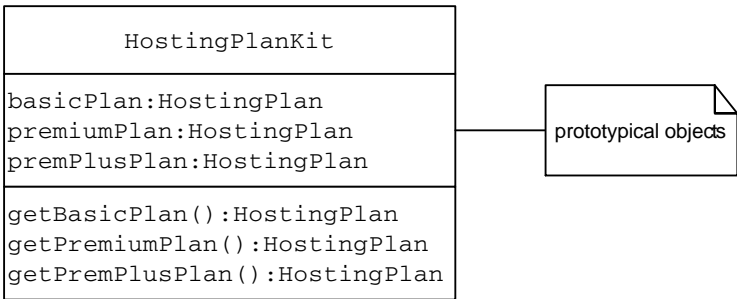 HostingPlanKit
basicPlan:HostingPlan
premiumPlan:HostingPlan
premPlusPlan:HostingPlan
prototypical objects
getBasicPlan():HostingPlan
getPremiumPlan():HostingPlan
getPremPlusPlan():HostingPlan